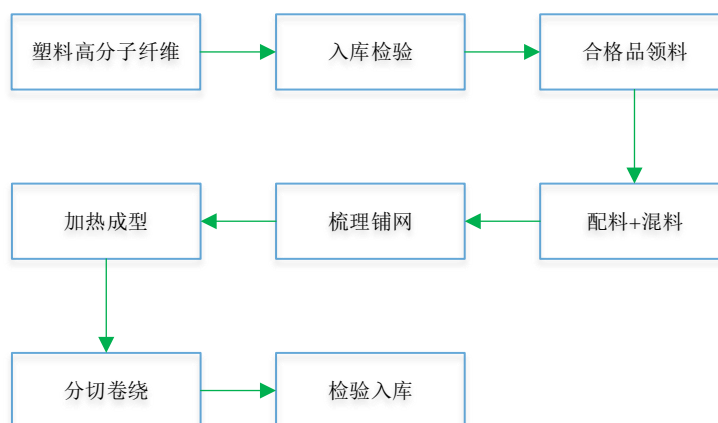 塑料高分子纤维
入库检验
合格品领料
配料+混料
梳理铺网
加热成型
分切卷绕
检验入库